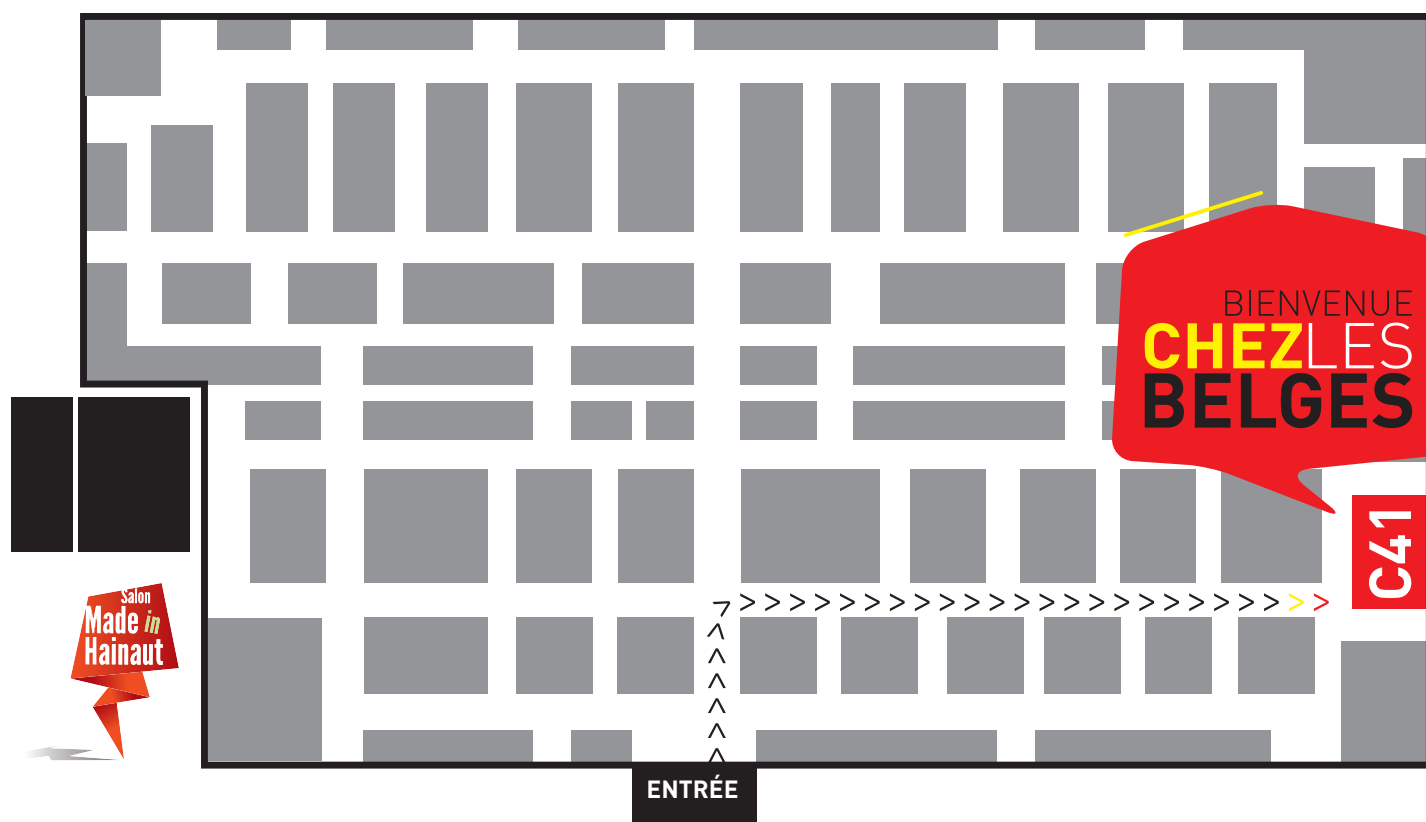 BIENVENUE
CHEZLES
BELGES
C41
Salon
Made in
Hainaut
ENTRÉE